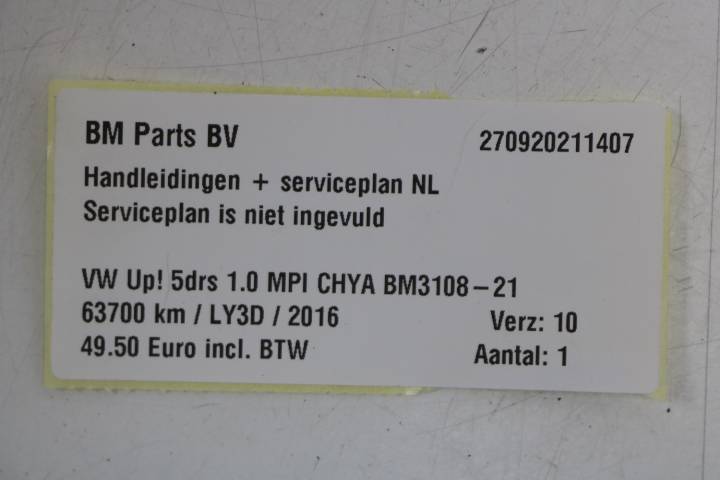 BM Parts BV 270920211407
Handleidingen + serviceplan NL
Serviceplan is niet ingevuld
VW Up! 5drs 1.0 MPI CHYA BM3108-21
63700 km / LY3D / 2016 Verz: 10
49.50 Euro incl. BTW Aantal: 1